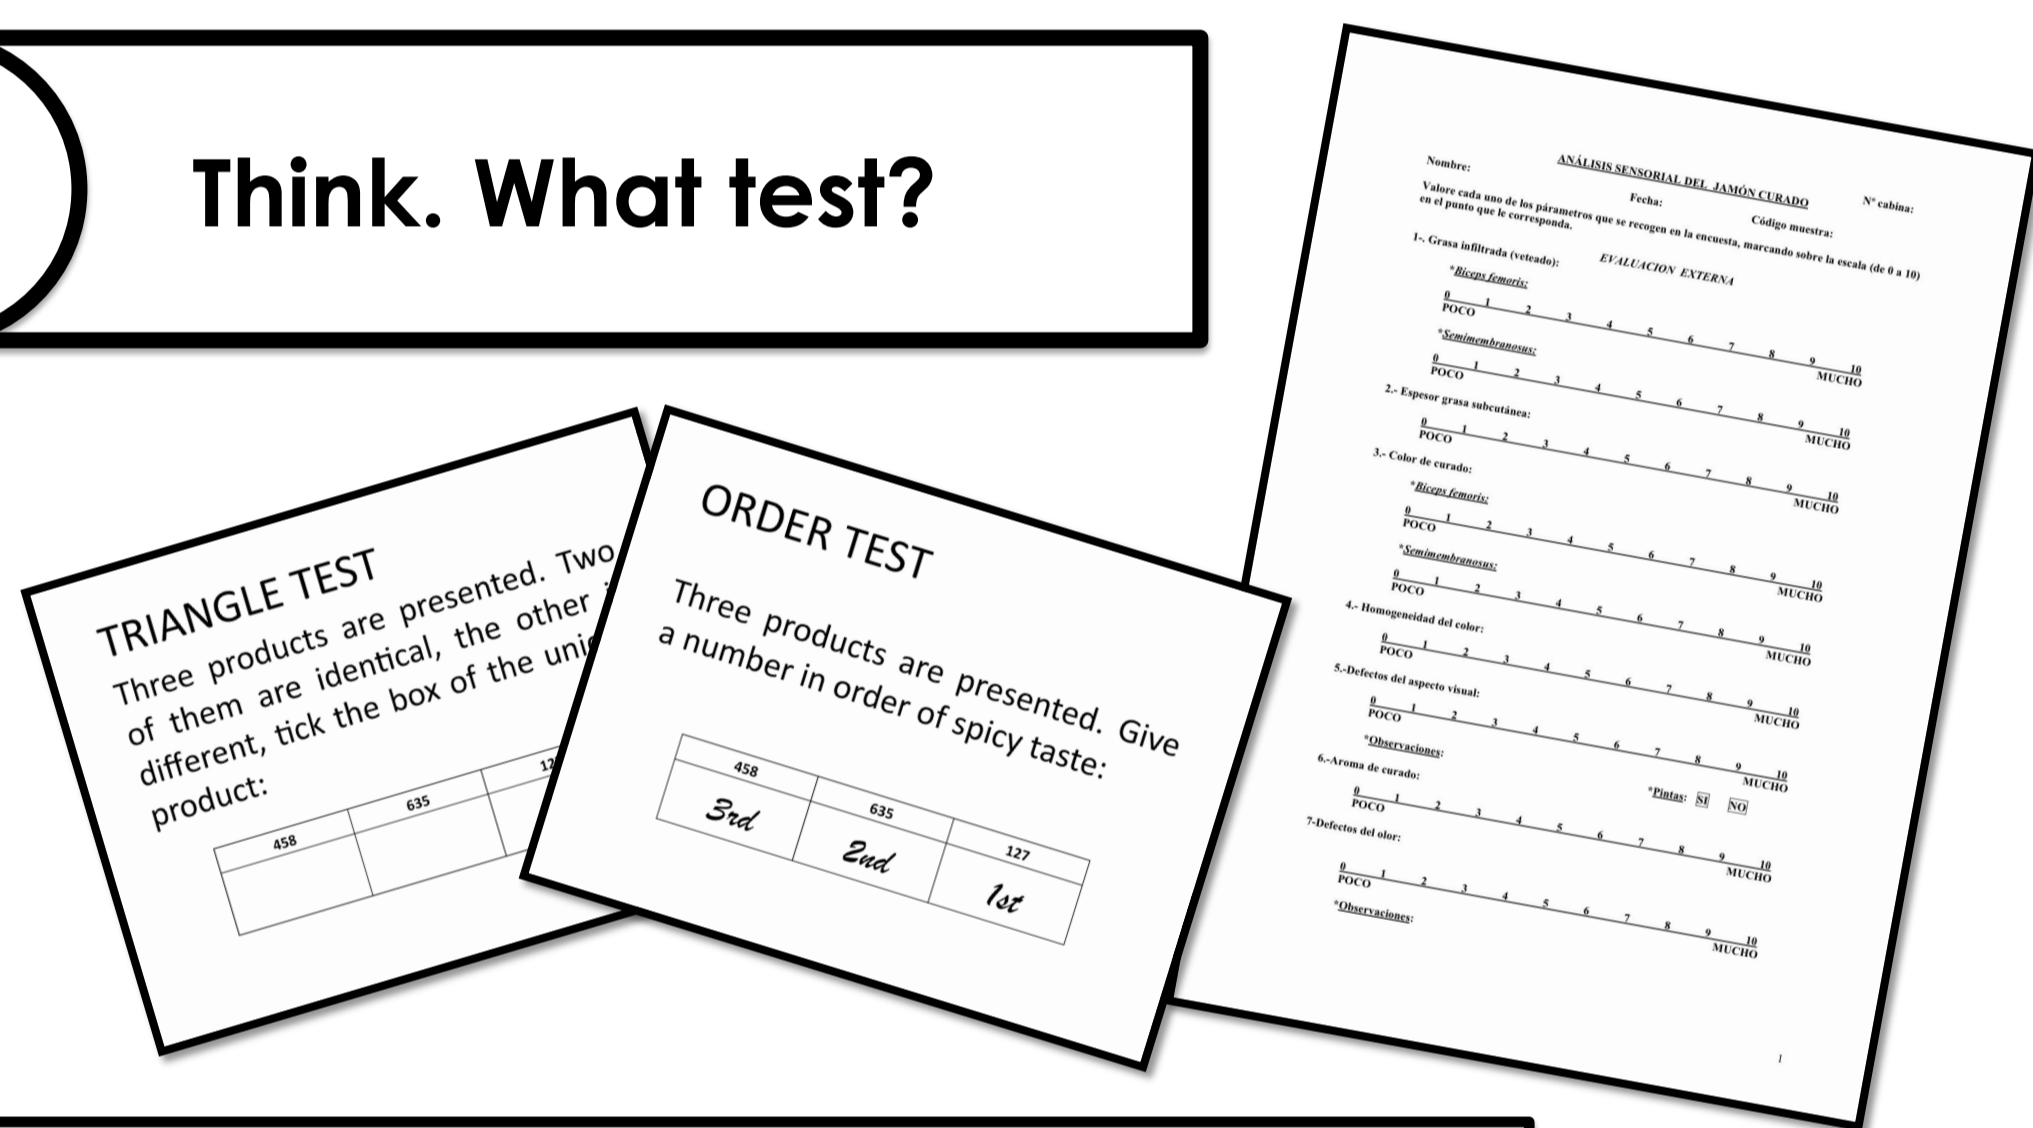 Think. What test?
TRIANGLE TEST
Three products are presented. Two
of them are identical, the other
different, tick the box of the
product:
458 635
ORDER TEST
Three products are presented. Give
a number in order of spicy taste:
458 635 127
3rd 2nd 1st
ANÁLISIS SENSORIAL DEL JAMÓN CURADO
Nombre: Fecha: Código muestra: Nº cabina:
Valore cada uno de los párametros que se recogen en la encuesta, marcando sobre la escala (de 0 a 10)
en el punto que le corresponda.
EVALUACION EXTERNA
1-. Grasa infiltrada (veteado):
*Biceps femoris:
0 1 2 3 4 5 6 7 8 9 10
POCO MUCHO
*Semimembranosus:
0 1 2 3 4 5 6 7 8 9 10
POCO MUCHO
2.- Espesor grasa subcutánea:
0 1 2 3 4 5 6 7 8 9 10
POCO MUCHO
3.- Color de curado:
*Biceps femoris:
0 1 2 3 4 5 6 7 8 9 10
POCO MUCHO
*Semimembranosus:
0 1 2 3 4 5 6 7 8 9 10
POCO MUCHO
4.- Homogeneidad del color:
0 1 2 3 4 5 6 7 8 9 10
POCO MUCHO
5.-Defectos del aspecto visual:
0 1 2 3 4 5 6 7 8 9 10
POCO MUCHO
*Observaciones: *Pintas: SI NO
6.-Aroma de curado:
0 1 2 3 4 5 6 7 8 9 10
POCO MUCHO
7-Defectos del olor:
0 1 2 3 4 5 6 7 8 9 10
POCO MUCHO
*Observaciones:
1